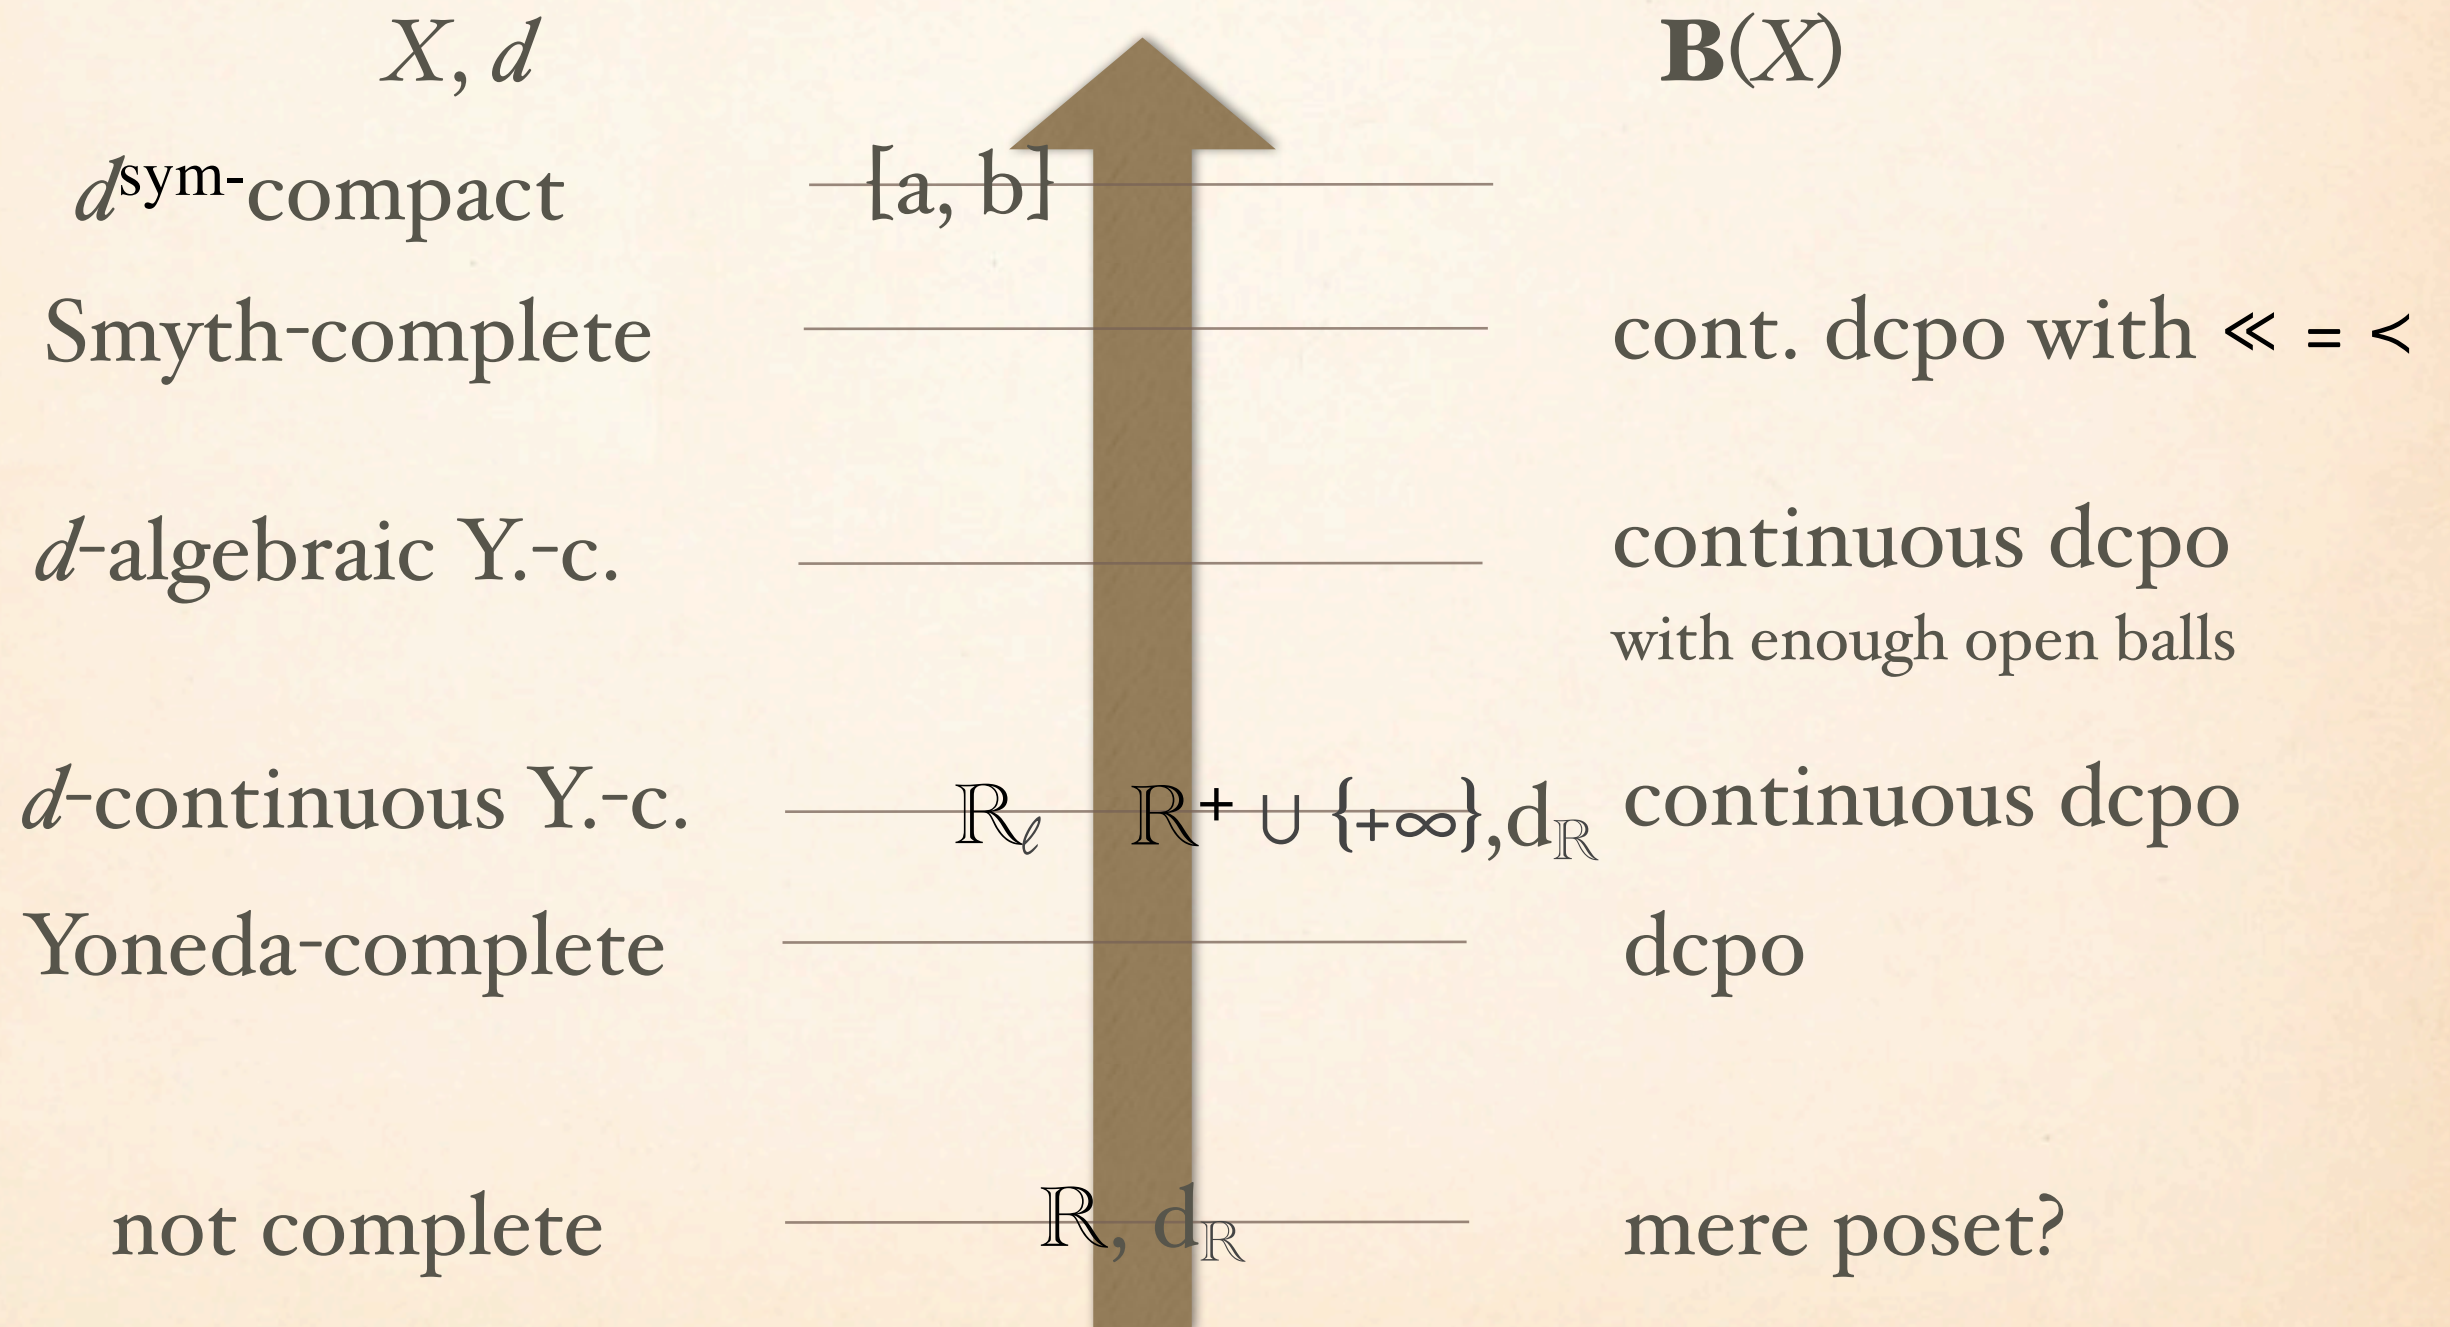 X, d B(X)
dsym-compact [a, b]
Smyth-complete cont. dcpo with ≪ = ≺
d-algebraic Y.-c. continuous dcpo
with enough open balls
d-continuous Y.-c. ℝℓ ℝ⁺ ∪ {+∞},dℝ continuous dcpo
Yoneda-complete dcpo
not complete ℝ, dℝ mere poset?